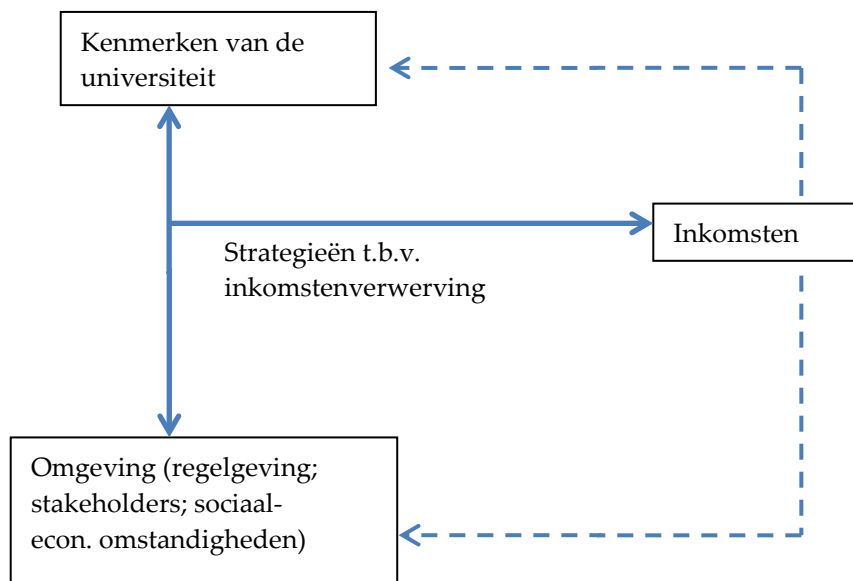 Kenmerken van de
universiteit
Inkomsten
Strategieën t.b.v.
inkomstenverwerving
Omgeving (regelgeving;
stakeholders; sociaal-
econ. omstandigheden)